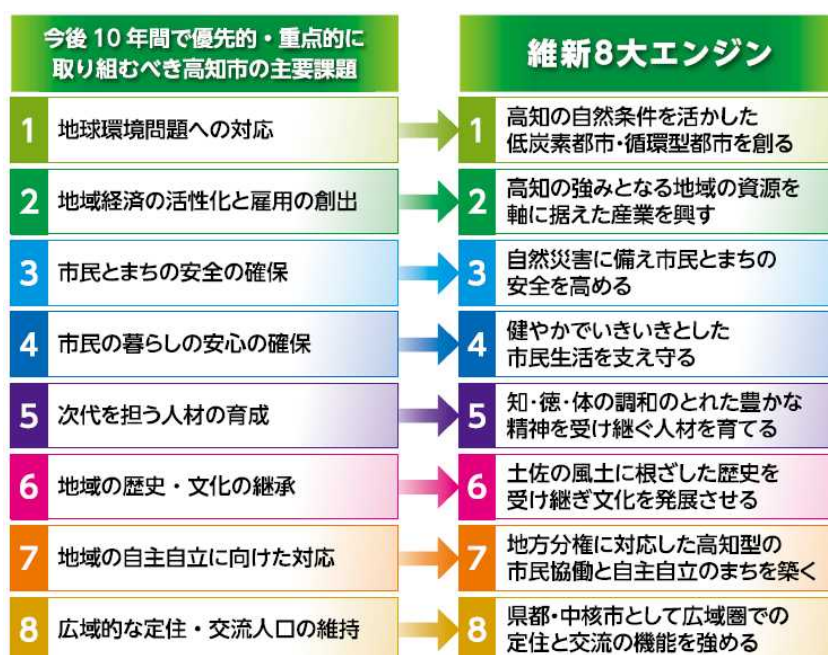 今後10年間で優先的・重点的に
取り組むべき高知市の主要課題
維新8大エンジン
1 地球環境問題への対応
1 高知の自然条件を活かした
低炭素都市・循環型都市を創る
2 地域経済の活性化と雇用の創出
2 高知の強みとなる地域の資源を
軸に据えた産業を興す
3 市民とまちの安全の確保
3 自然災害に備え市民とまちの
安全を高める
4 市民の暮らしの安心の確保
4 健やかでいきいきとした
市民生活を支え守る
5 次代を担う人材の育成
5 知・徳・体の調和のとれた豊かな
精神を受け継ぐ人材を育てる
6 地域の歴史・文化の継承
6 土佐の風土に根ざした歴史を
受け継ぎ文化を発展させる
7 地域の自主自立に向けた対応
7 地方分権に対応した高知型の
市民協働と自主自立のまちを築く
8 広域的な定住・交流人口の維持
8 県都・中核市として広域圏での
定住と交流の機能を強める